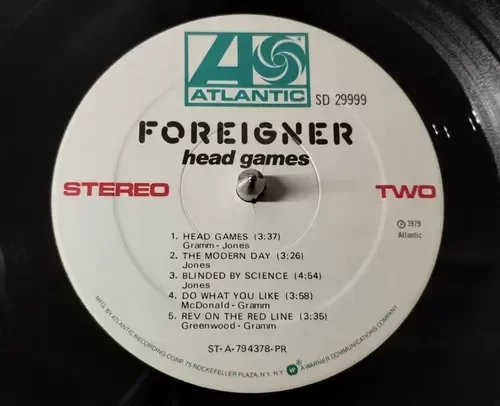 ATLANTIC
SD 29999
FOREIGNER
head games
STEREO
TWO
℗ 1979
Atlantic
1. HEAD GAMES (3:37)
Gramm-Jones
2. THE MODERN DAY (3:26)
Jones
3. BLINDED BY SCIENCE (4:54)
Jones
4. DO WHAT YOU LIKE (3:58)
McDonald-Gramm
5. REV ON THE RED LINE (3:35)
Greenwood-Gramm
ST-A-794378-PR
MFG. BY ATLANTIC RECORDING CORP. 75 ROCKEFELLER PLAZA, N.Y. N.Y. A WARNER COMMUNICATIONS COMPANY